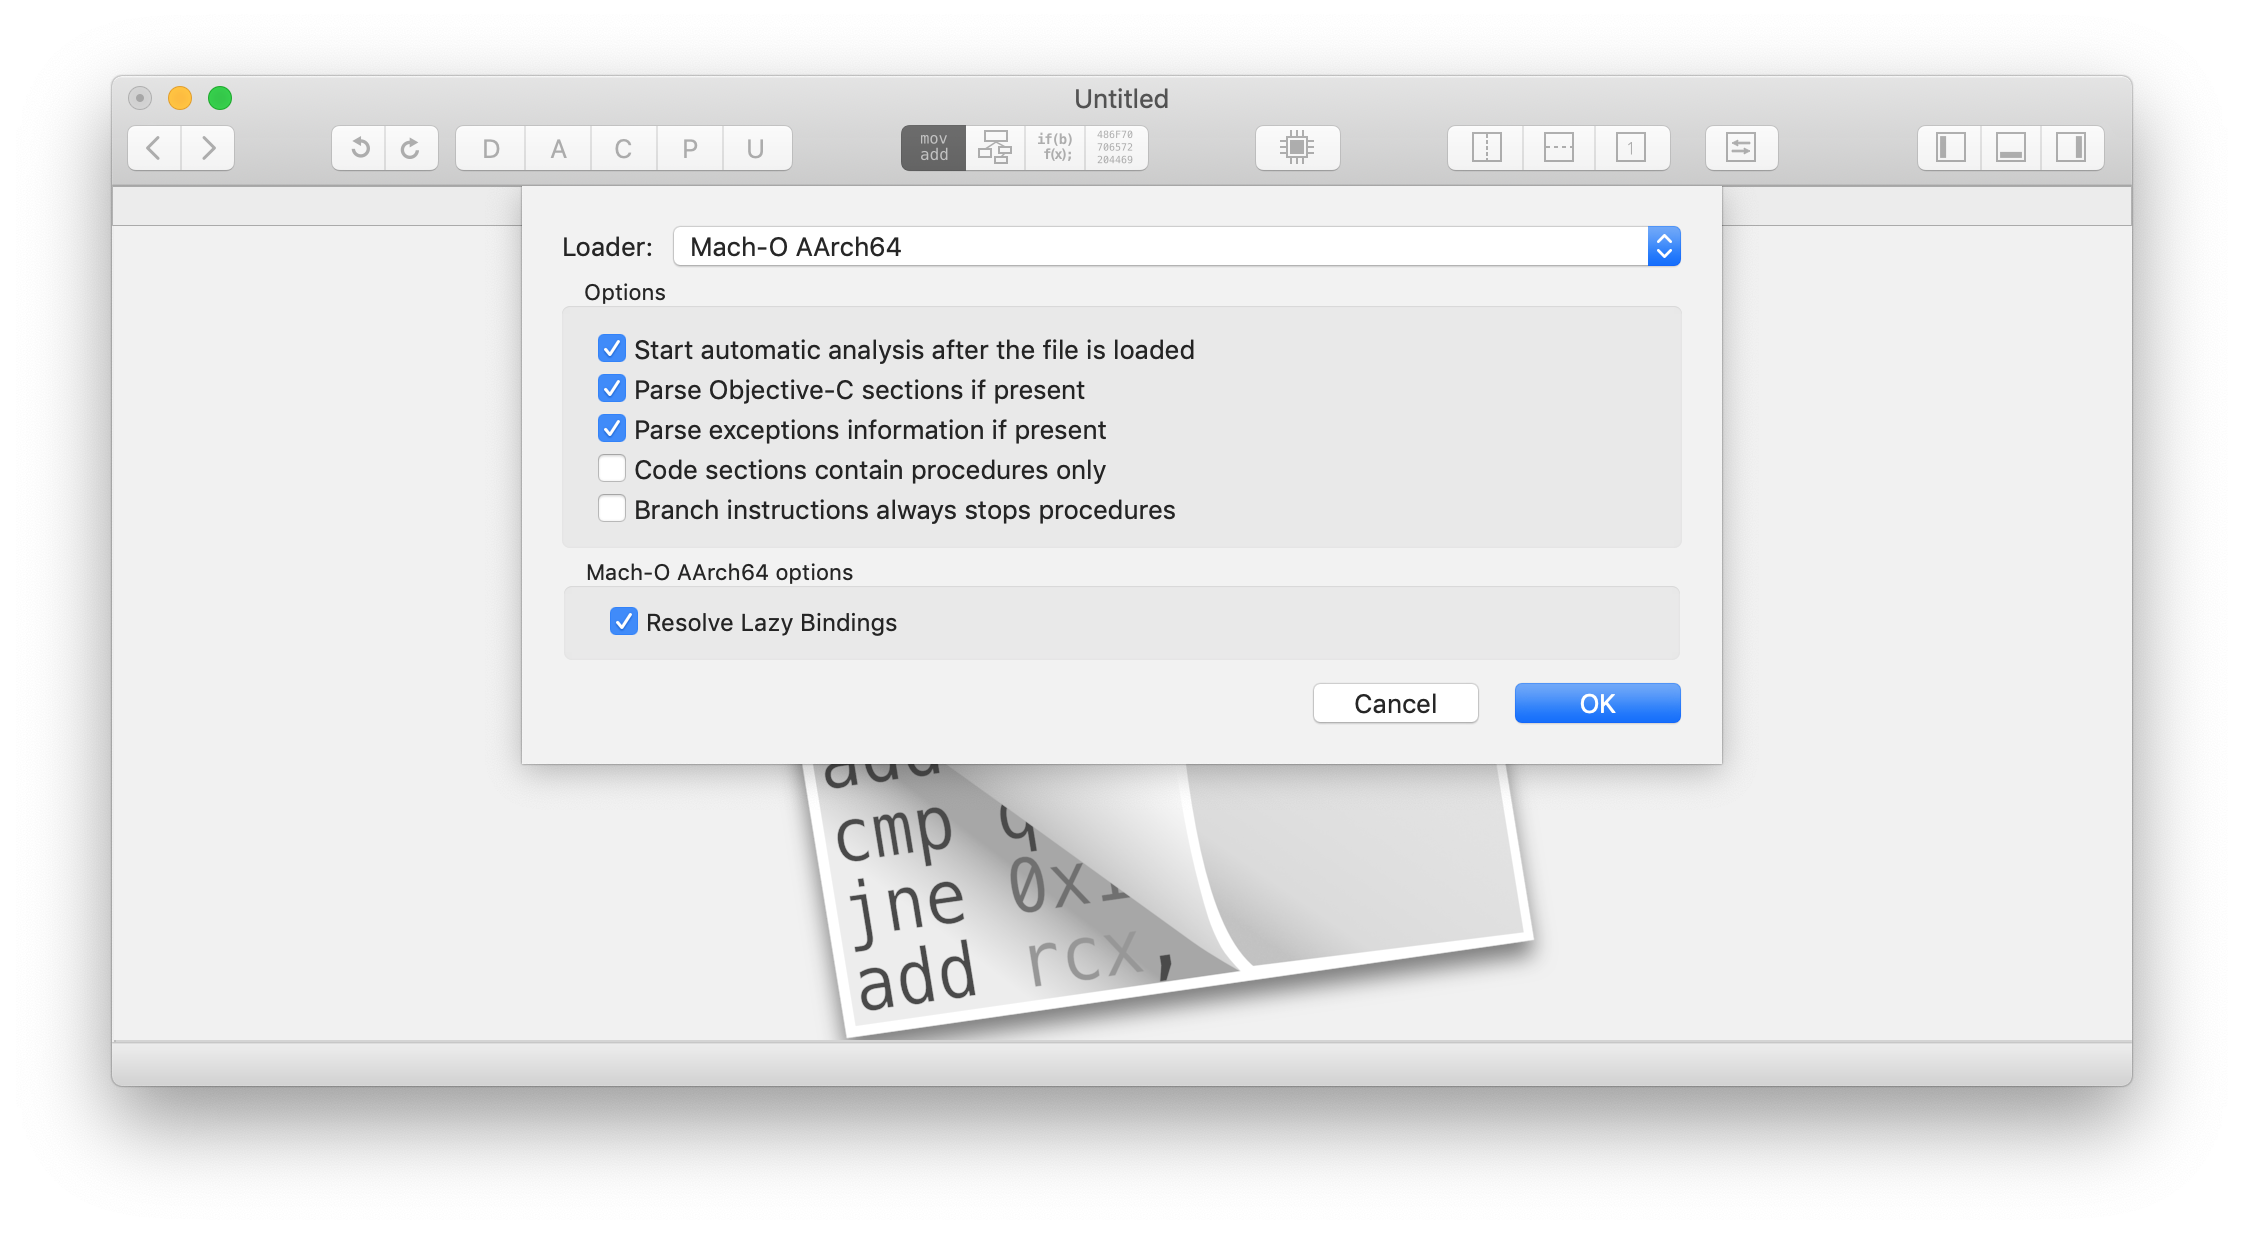 Untitled
D A C P U
mov
add
if(b)
f(x);
486F70
706572
204469
1
Loader: Mach-O AArch64
Options
Start automatic analysis after the file is loaded
Parse Objective-C sections if present
Parse exceptions information if present
Code sections contain procedures only
Branch instructions always stops procedures
Mach-O AArch64 options
Resolve Lazy Bindings
Cancel OK
add
cmp q
jne 0x1
add rcx,